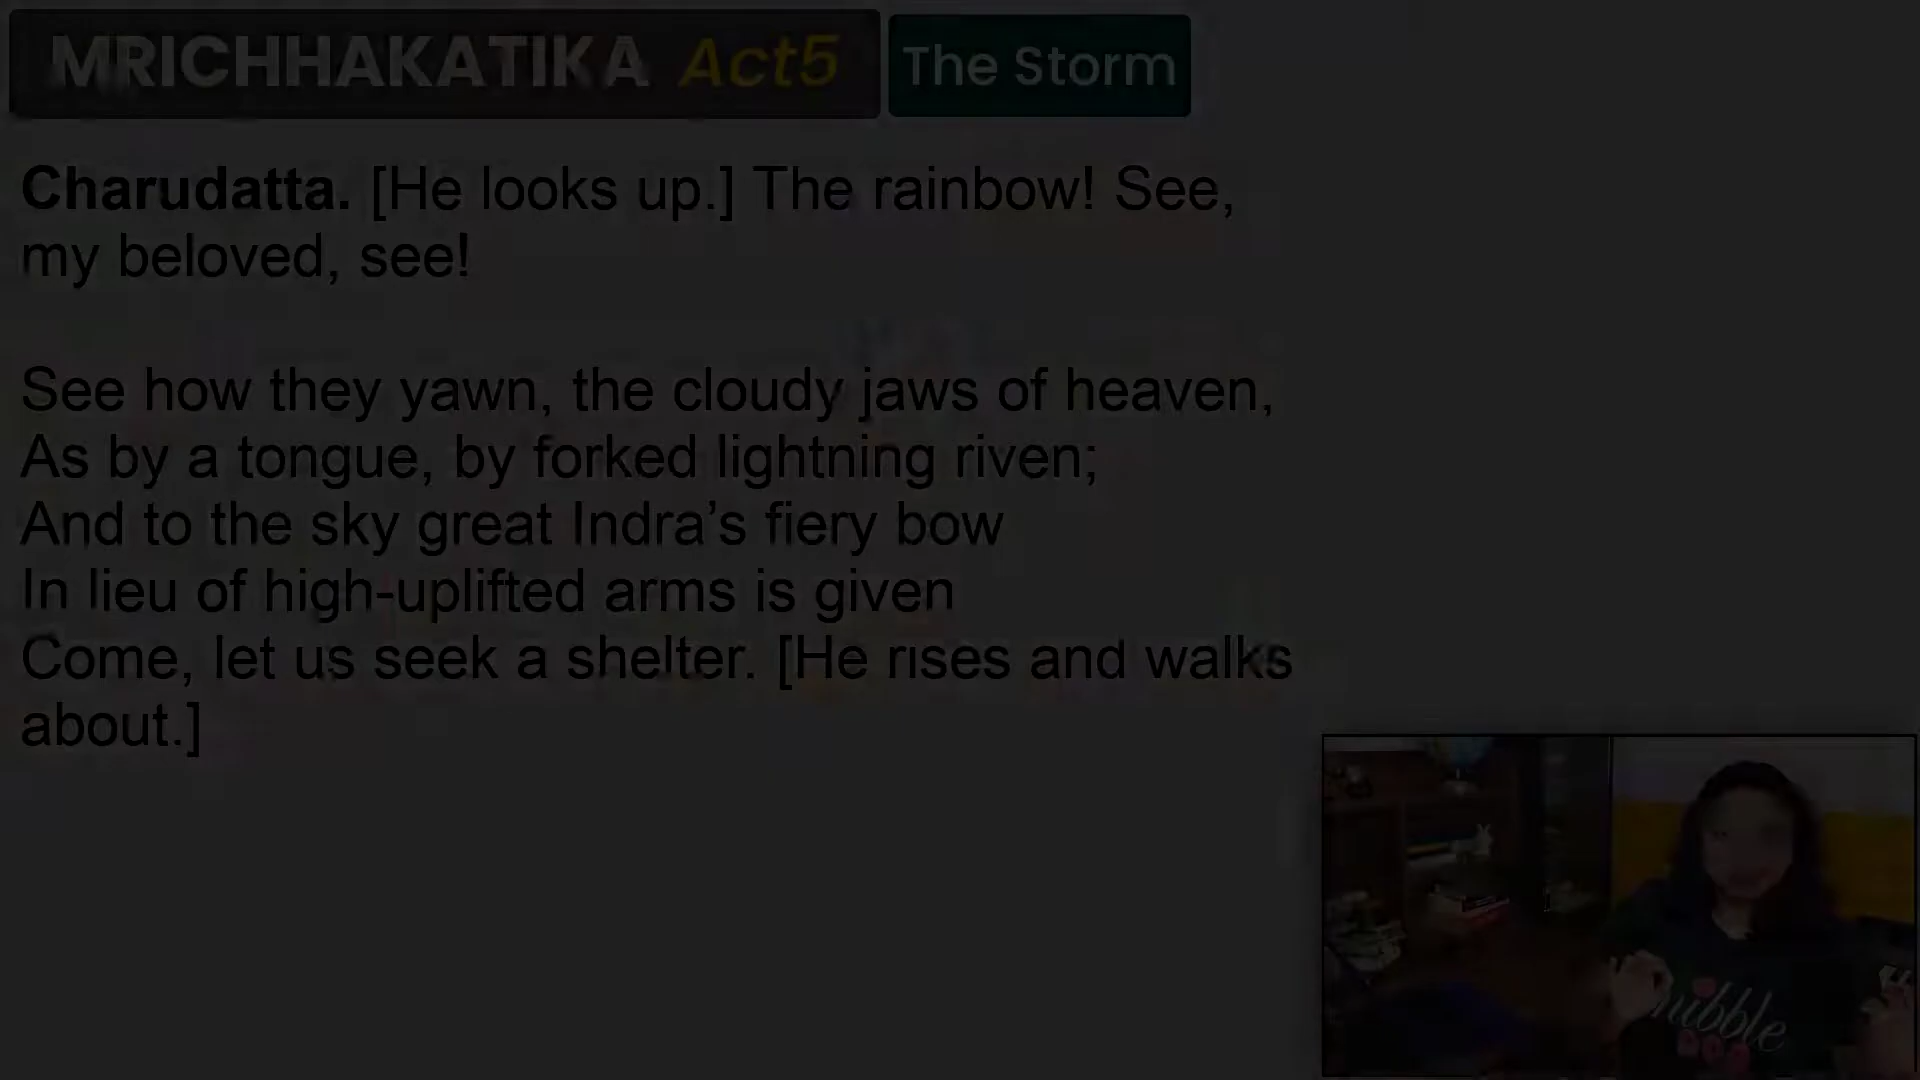 MRICHHAKATIKA Act5 The Storm
Charudatta. [He looks up.] The rainbow! See,
my beloved, see!
See how they yawn, the cloudy jaws of heaven,
As by a tongue, by forked lightning riven;
And to the sky great Indra’s fiery bow
In lieu of high-uplifted arms is given
Come, let us seek a shelter. [He rises and walks
about.]
nibble